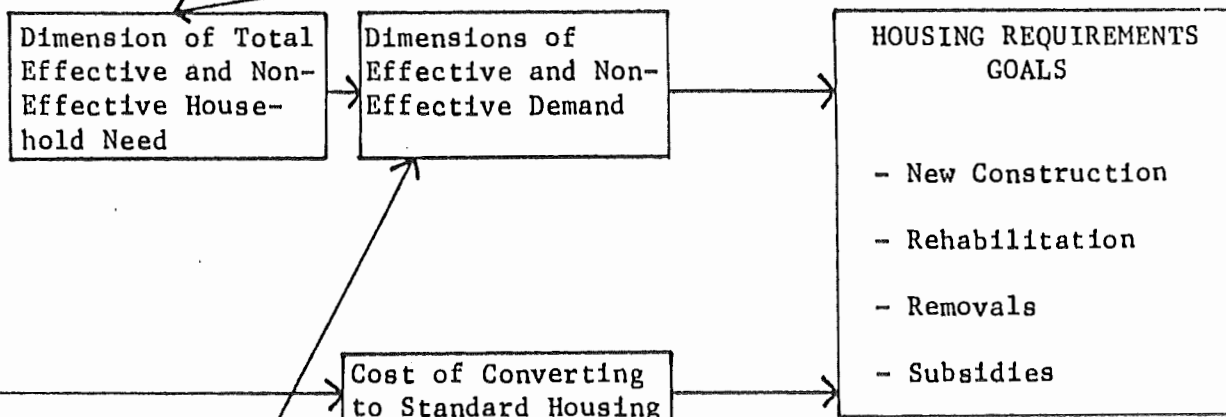 Dimension of Total
Effective and Non-
Effective House-
hold Need
Dimensions of
Effective and Non-
Effective Demand
HOUSING REQUIREMENTS
GOALS
- New Construction
- Rehabilitation
- Removals
- Subsidies
Cost of Converting
to Standard Housing